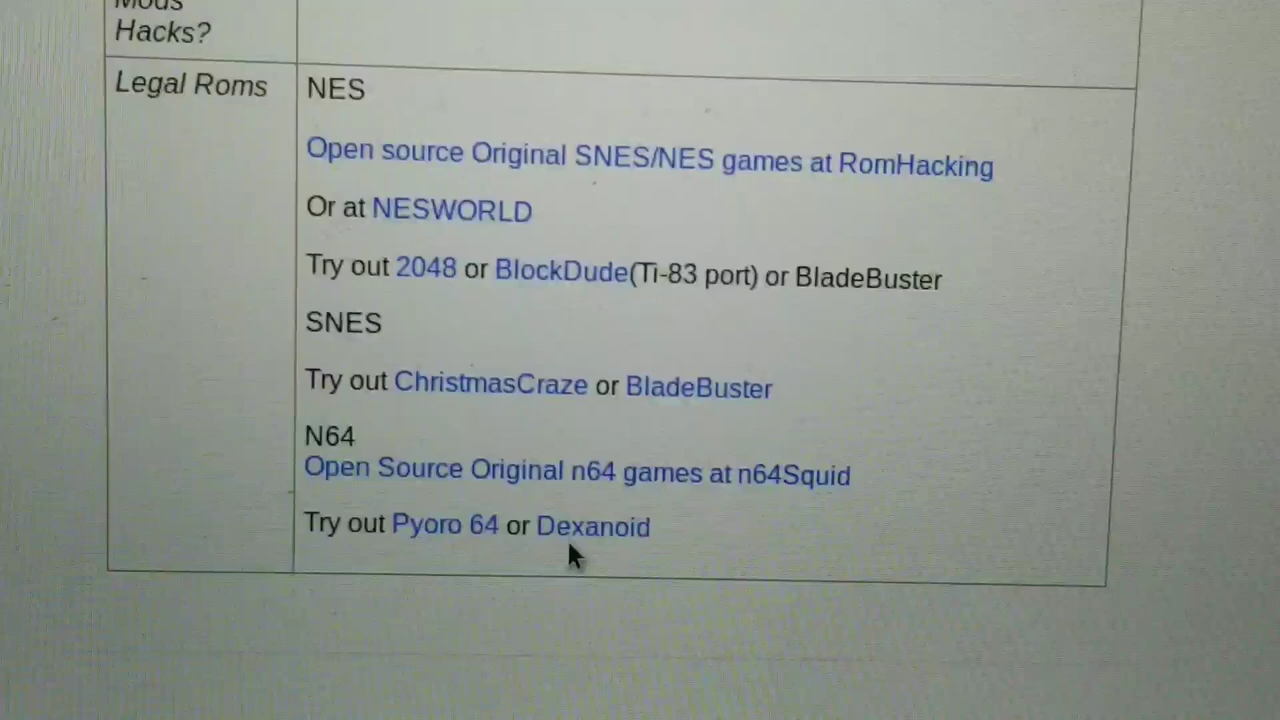 Mods
Hacks?
Legal Roms
NES
Open source Original SNES/NES games at RomHacking
Or at NESWORLD
Try out 2048 or BlockDude(Ti-83 port) or BladeBuster
SNES
Try out ChristmasCraze or BladeBuster
N64
Open Source Original n64 games at n64Squid
Try out Pyoro 64 or Dexanoid